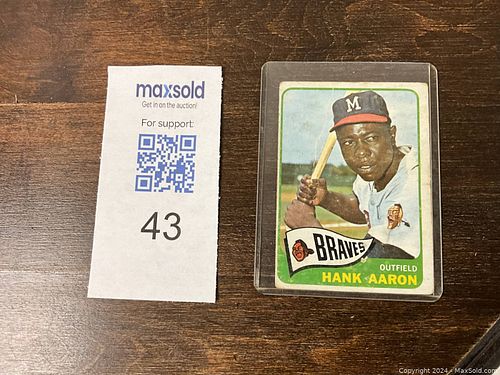 maxsold
Get in on the auction!
For support:
43
M
BRAVES
OUTFIELD
HANK AARON
Copyright 2024 - MaxSold.com